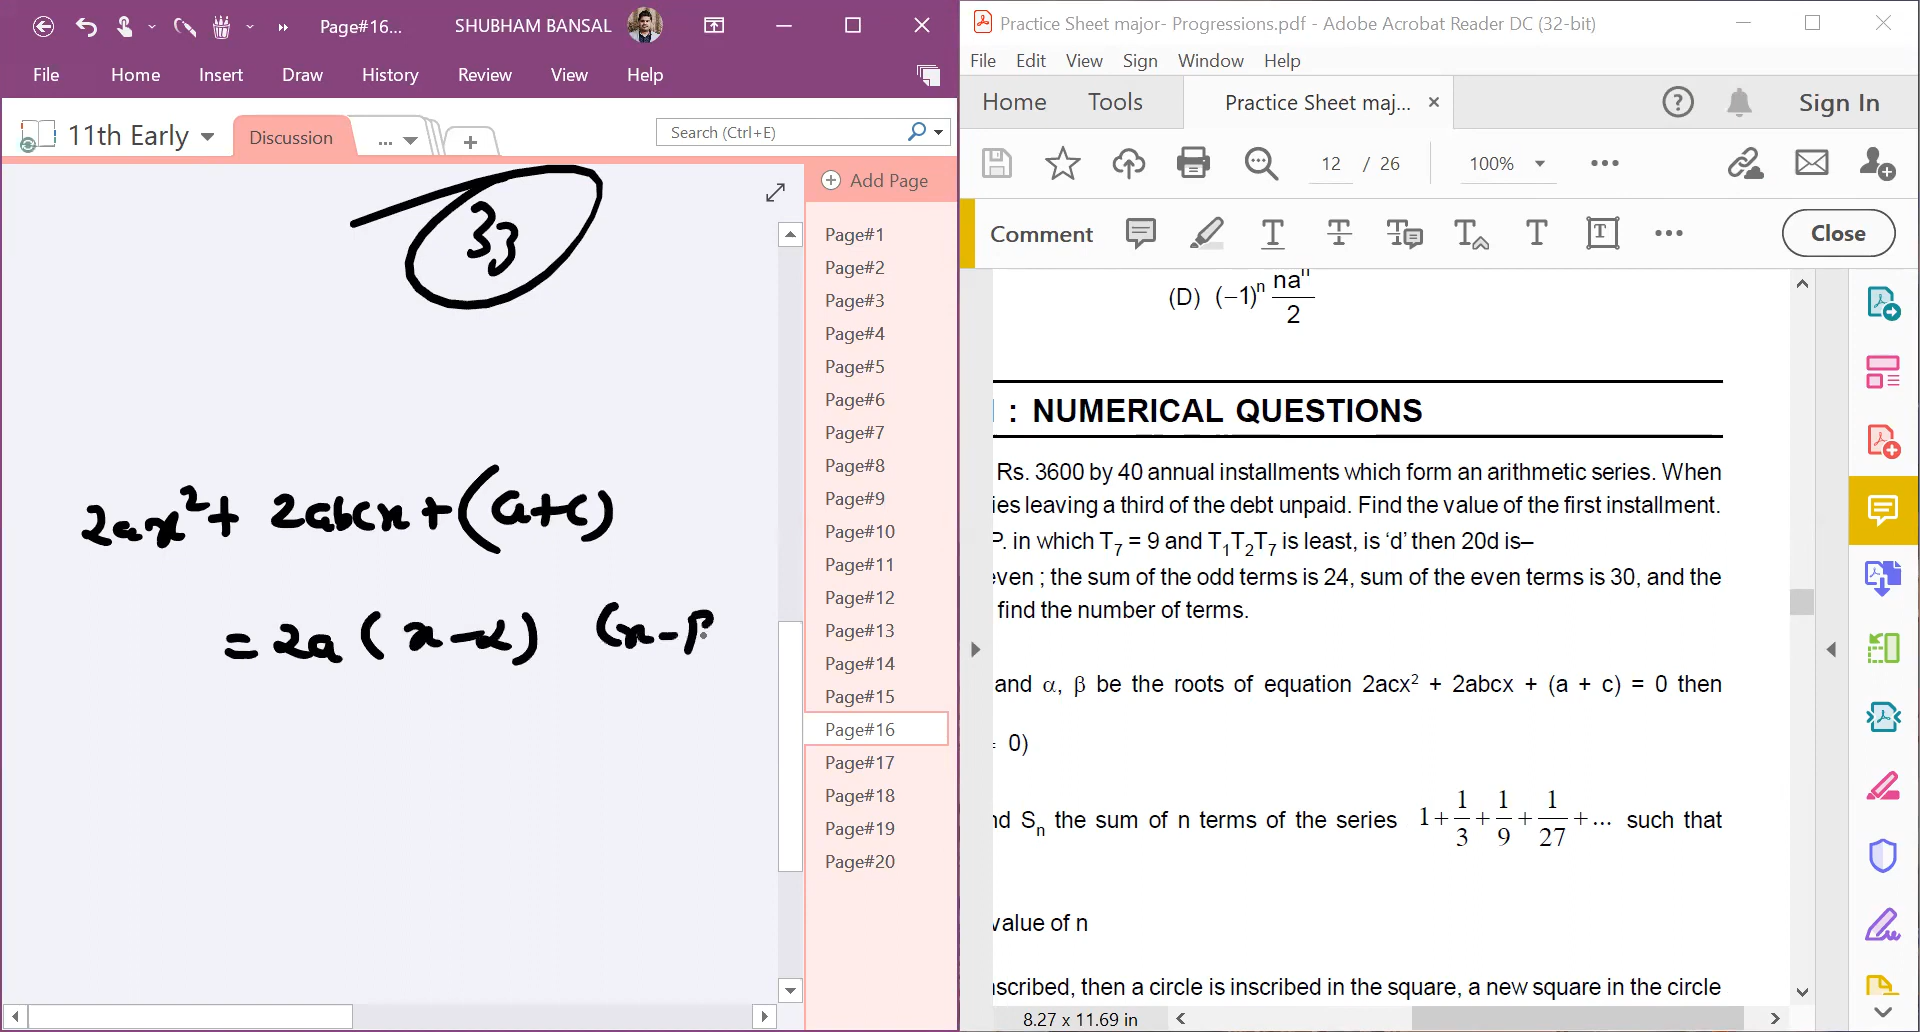 Page#16...
SHUBHAM BANSAL
File Home Insert Draw History Review View Help
11th Early
Discussion
...
Search (Ctrl+E)
Add Page
Page#1
Page#2
Page#3
Page#4
Page#5
Page#6
Page#7
Page#8
Page#9
Page#10
Page#11
Page#12
Page#13
Page#14
Page#15
Page#16
Page#17
Page#18
Page#19
Page#20
33
2ax²+ 2abcx+(a+c)
=2a(x-α) (x-β
Practice Sheet major- Progressions.pdf - Adobe Acrobat Reader DC (32-bit)
File Edit View Sign Window Help
Home Tools Practice Sheet maj... × Sign In
12 / 26 100%
Comment Close
(D) (−1)ⁿ naⁿ/2
: NUMERICAL QUESTIONS
Rs. 3600 by 40 annual installments which form an arithmetic series. When
ies leaving a third of the debt unpaid. Find the value of the first installment.
P. in which T₇ = 9 and T₁T₂T₇ is least, is ‘d’ then 20d is–
even ; the sum of the odd terms is 24, sum of the even terms is 30, and the
find the number of terms.
and α, β be the roots of equation 2acx² + 2abcx + (a + c) = 0 then
= 0)
nd Sₙ the sum of n terms of the series 1+1/3+1/9+1/27+... such that
value of n
nscribed, then a circle is inscribed in the square, a new square in the circle
8.27 x 11.69 in